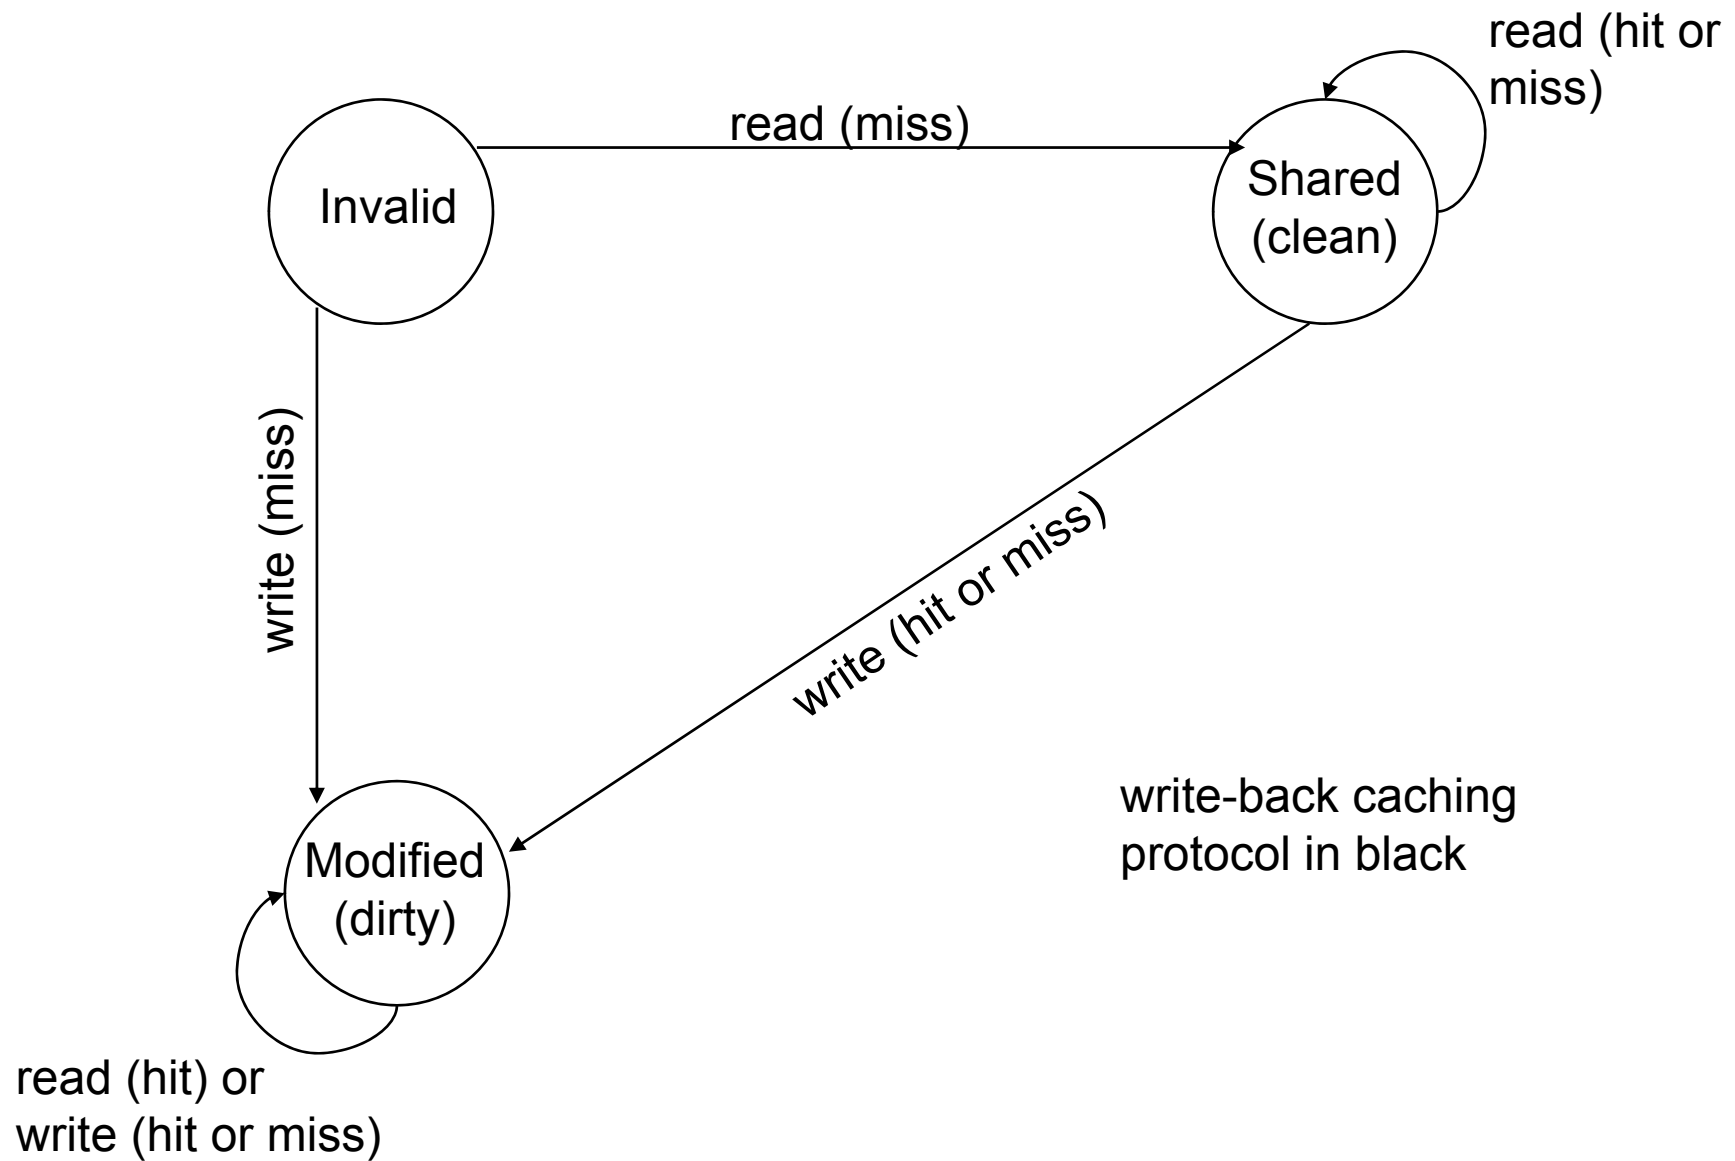 read (hit or
miss)
read (miss)
Invalid
Shared
(clean)
write (miss)
write (hit or miss)
write-back caching
protocol in black
Modified
(dirty)
read (hit) or
write (hit or miss)